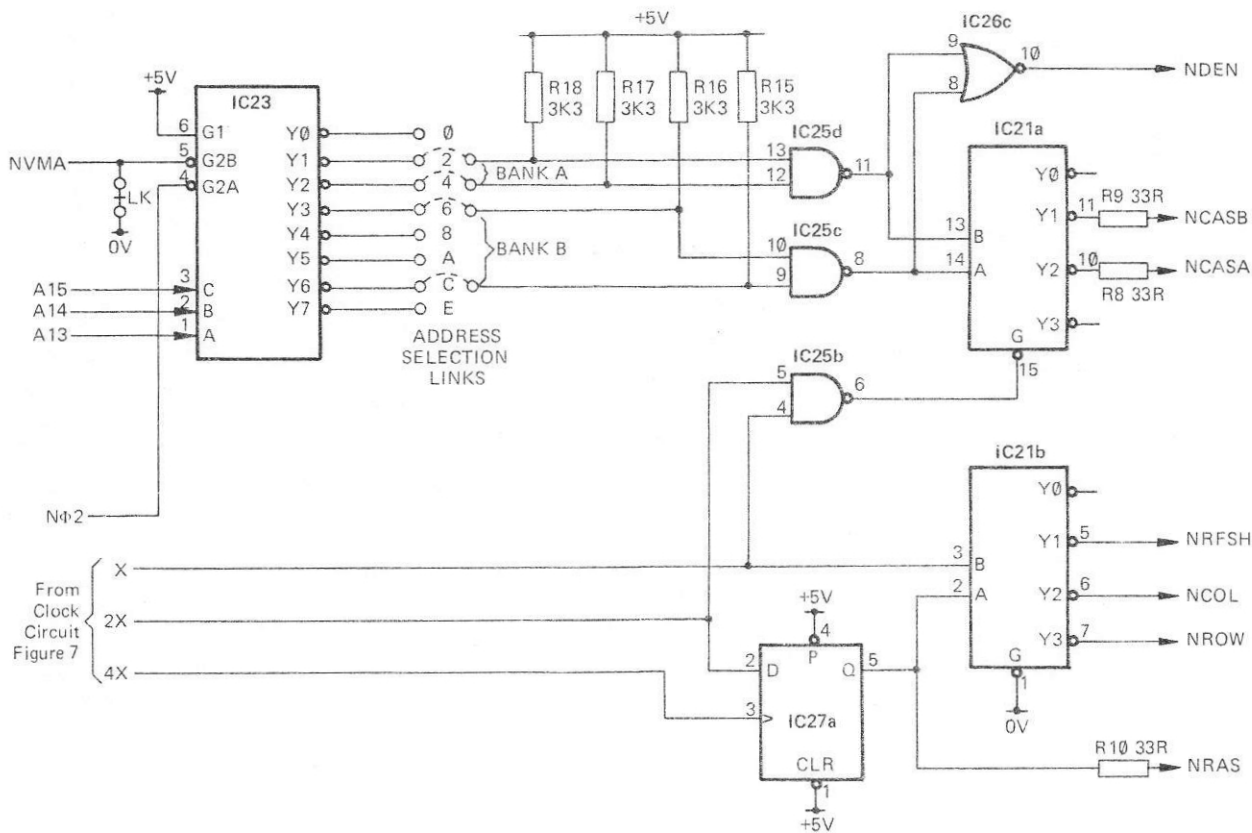 +5V
IC26c
9
10
8
NDEN
+5V
IC23
R18
3K3
R17
3K3
R16
3K3
R15
3K3
6
G1
Y0
0
IC25d
IC21a
NVMA
5
G2B
Y1
2
13
11
Y0
4
G2A
Y2
4
BANK A
12
LK
Y3
6
R9 33R
0V
Y4
8
BANK B
IC25c
13
B
Y1
11
NCASB
Y5
A
10
8
14
A
Y2
10
NCASA
A15
3
C
Y6
C
9
R8 33R
A14
2
B
Y7
E
Y3
A13
1
A
ADDRESS
SELECTION
LINKS
G
15
IC25b
5
6
4
IC21b
Y0
NΦ2
Y1
5
NRFSH
X
3
B
2
A
Y2
6
NCOL
From
Clock
Circuit
Figure 7
2X
+5V
4
Y3
7
NROW
P
G
1
4X
2
D
Q
5
0V
3
>
IC27a
R10 33R
NRAS
CLR
1
+5V